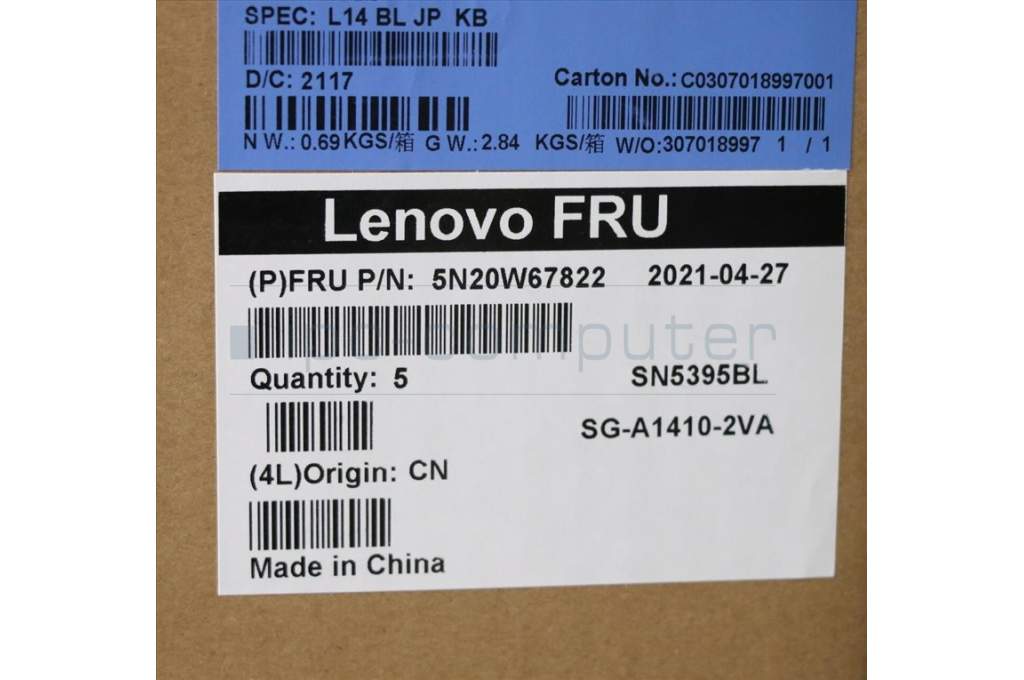 SPEC: L14 BL JP KB
D/C: 2117
Carton No.: C0307018997001
N W.: 0.69 KGS/箱 G W.: 2.84 KGS/箱 W/O:307018997 1 / 1
Lenovo FRU
(P)FRU P/N: 5N20W67822 2021-04-27
pc-computer
Quantity: 5 SN5395BL
SG-A1410-2VA
(4L)Origin: CN
Made in China